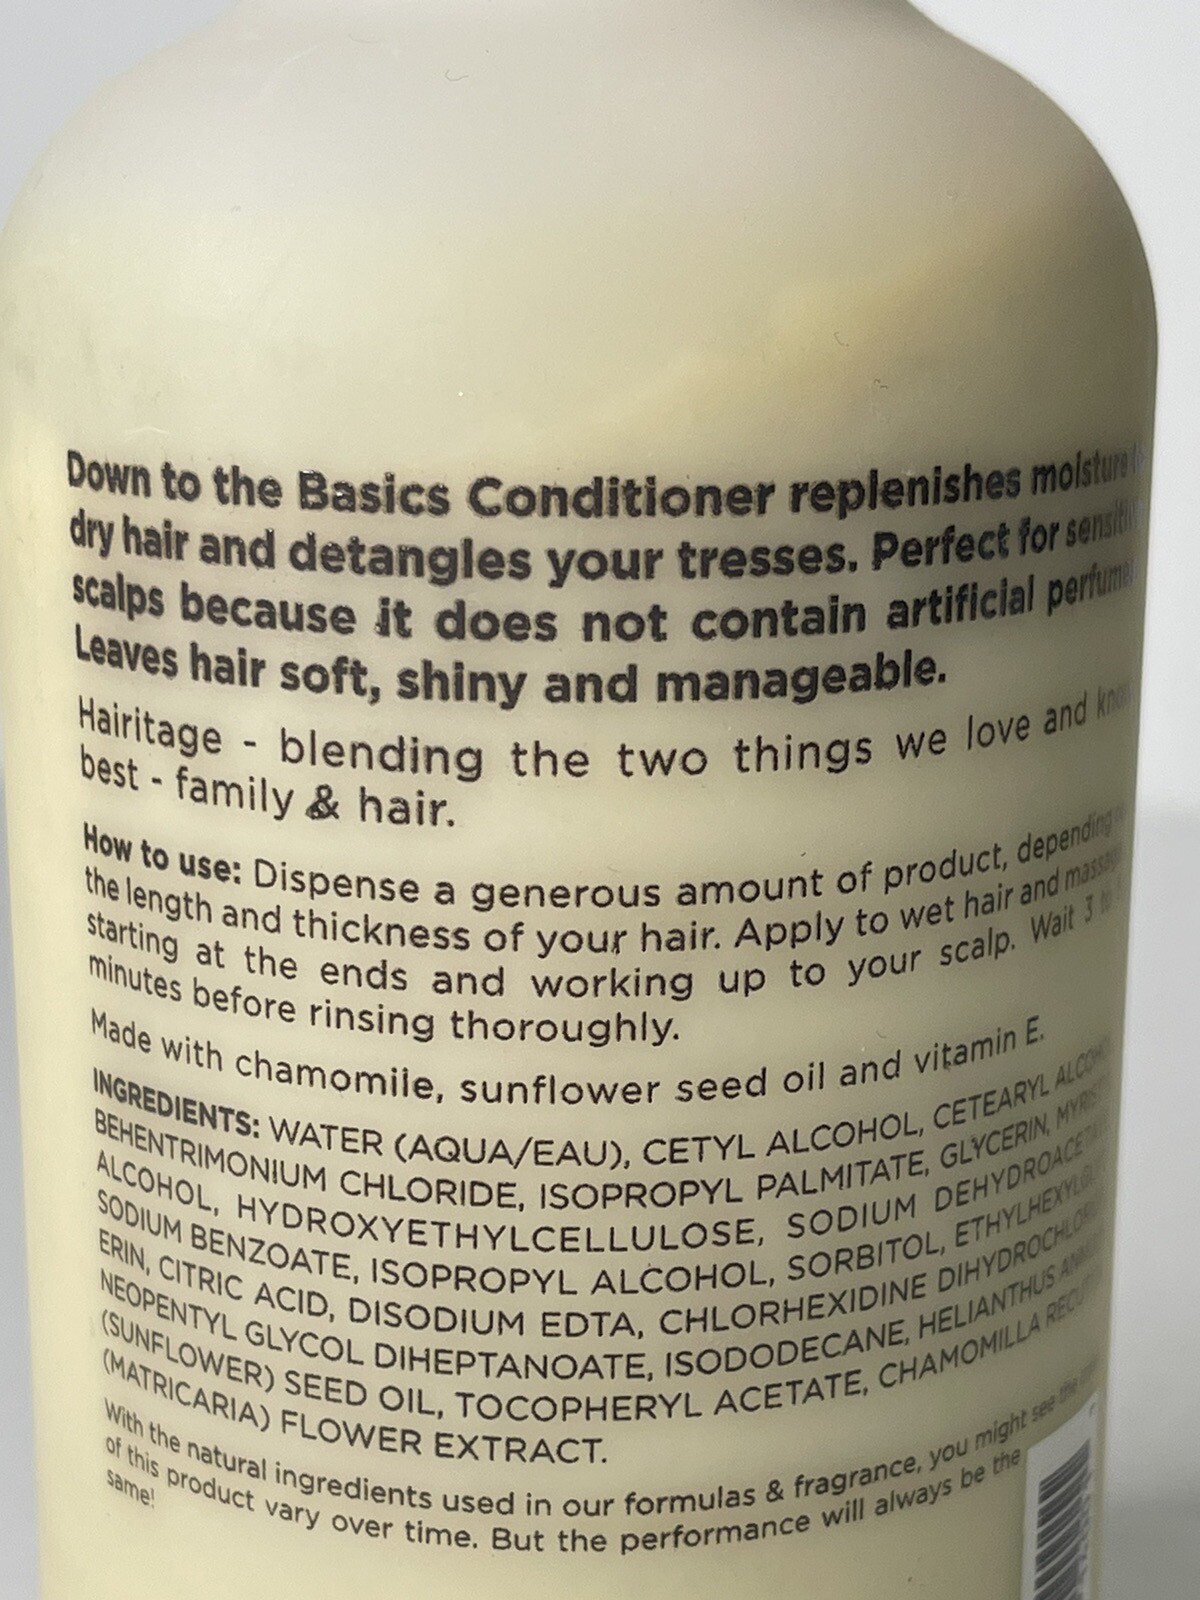 Down to the Basics Conditioner replenishes moisture
dry hair and detangles your tresses. Perfect for
scalps because it does not contain artificial
Leaves hair soft, shiny and manageable.
Hairitage - blending the two things we love and
best - family & hair.
How to use: Dispense a generous amount of product, depending
the length and thickness of your hair. Apply to wet hair and
starting at the ends and working up to your scalp. Wait 3 to
minutes before rinsing thoroughly.
Made with chamomile, sunflower seed oil and vitamin E.
INGREDIENTS: WATER (AQUA/EAU), CETYL ALCOHOL, CETEARYL
BEHENTRIMONIUM CHLORIDE, ISOPROPYL PALMITATE, GLYCERIN,
ALCOHOL, HYDROXYETHYLCELLULOSE, SODIUM
SODIUM BENZOATE, ISOPROPYL ALCOHOL, SORBITOL,
ERIN, CITRIC ACID, DISODIUM EDTA, CHLORHEXIDINE
NEOPENTYL GLYCOL DIHEPTANOATE, ISODODECANE, HELIANTHUS
(SUNFLOWER) SEED OIL, TOCOPHERYL ACETATE, CHAMOMILLA
(MATRICARIA) FLOWER EXTRACT.
With the natural ingredients used in our formulas & fragrance, you might see the
of this product vary over time. But the performance will always be the
same!